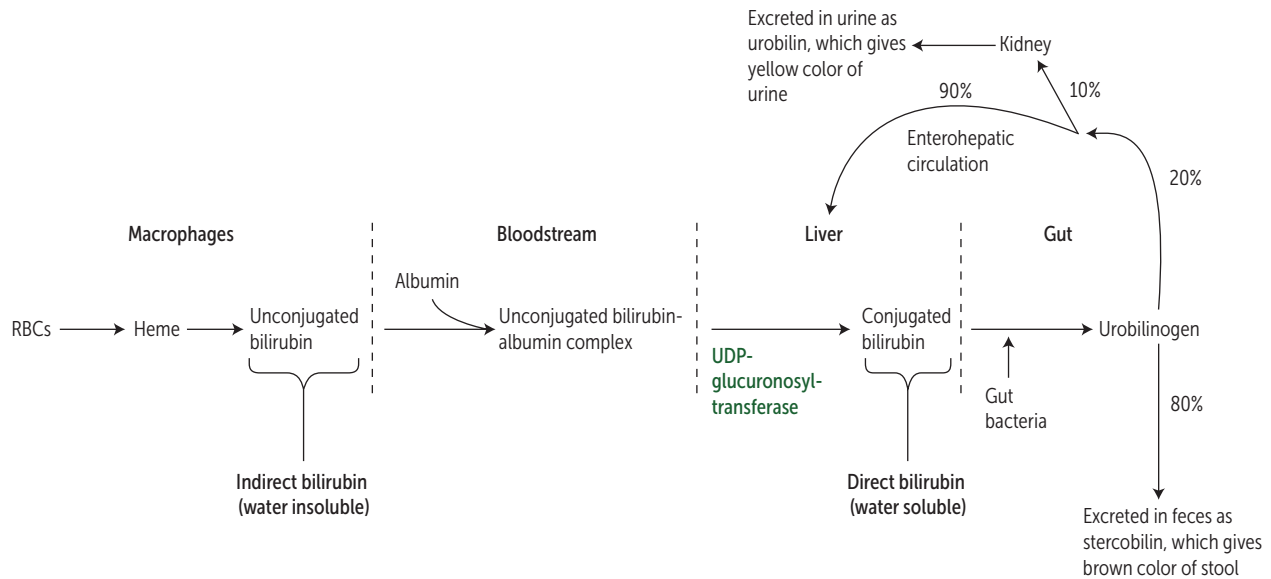 Excreted in urine as
urobilin, which gives
yellow color of
urine
Kidney
90%
10%
Enterohepatic
circulation
20%
Macrophages
Bloodstream
Liver
Gut
Albumin
RBCs
Heme
Unconjugated
bilirubin
Unconjugated bilirubin-
albumin complex
UDP-
glucuronosyl-
transferase
Conjugated
bilirubin
Gut
bacteria
Urobilinogen
80%
Indirect bilirubin
(water insoluble)
Direct bilirubin
(water soluble)
Excreted in feces as
stercobilin, which gives
brown color of stool